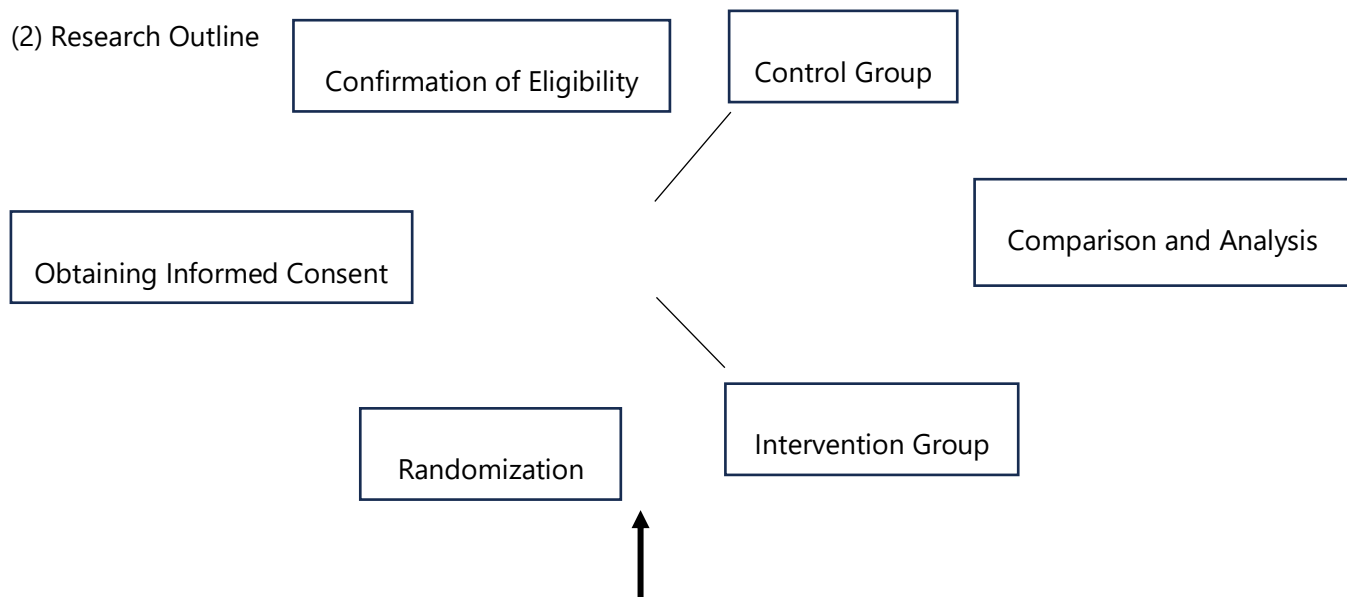 (2) Research Outline
Confirmation of Eligibility
Control Group
Obtaining Informed Consent
Comparison and Analysis
Randomization
Intervention Group